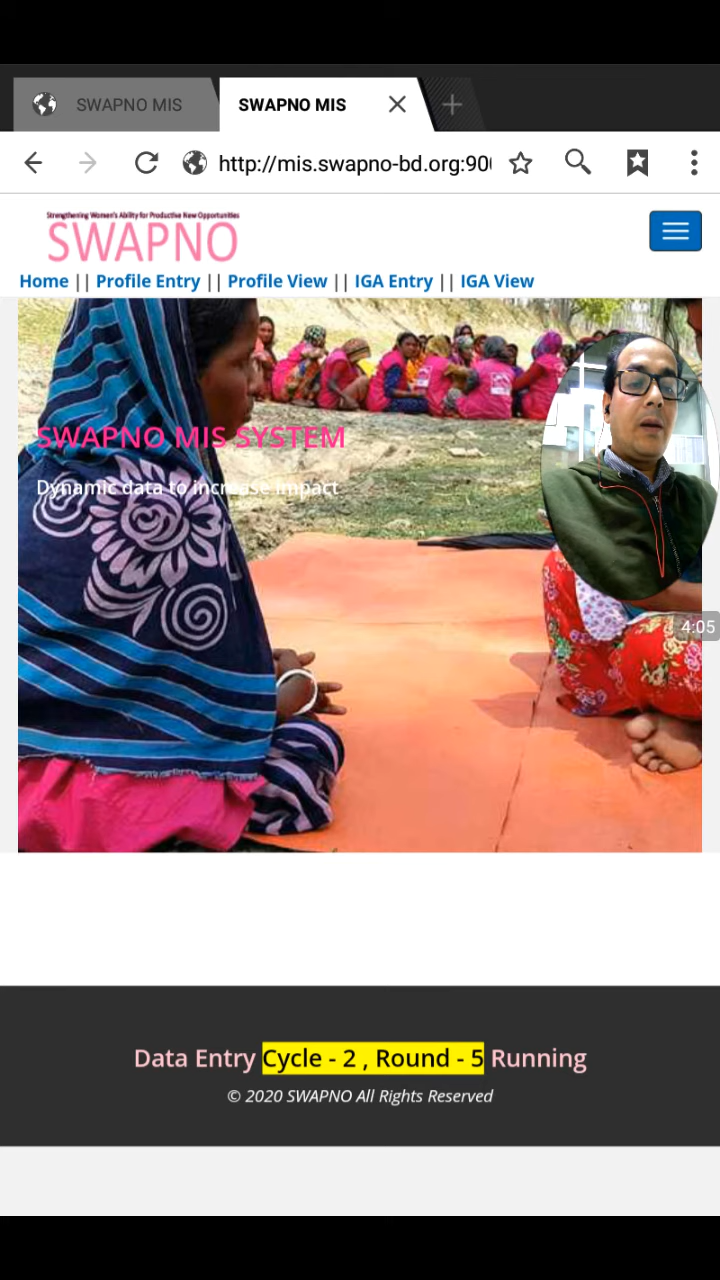 SWAPNO MIS
SWAPNO MIS
http://mis.swapno-bd.org:900
Strengthening Women's Ability for Productive New Opportunities
SWAPNO
Home || Profile Entry || Profile View || IGA Entry || IGA View
SWAPNO MIS SYSTEM
Dynamic data to increase impact
4:05
Data Entry Cycle - 2 , Round - 5 Running
© 2020 SWAPNO All Rights Reserved